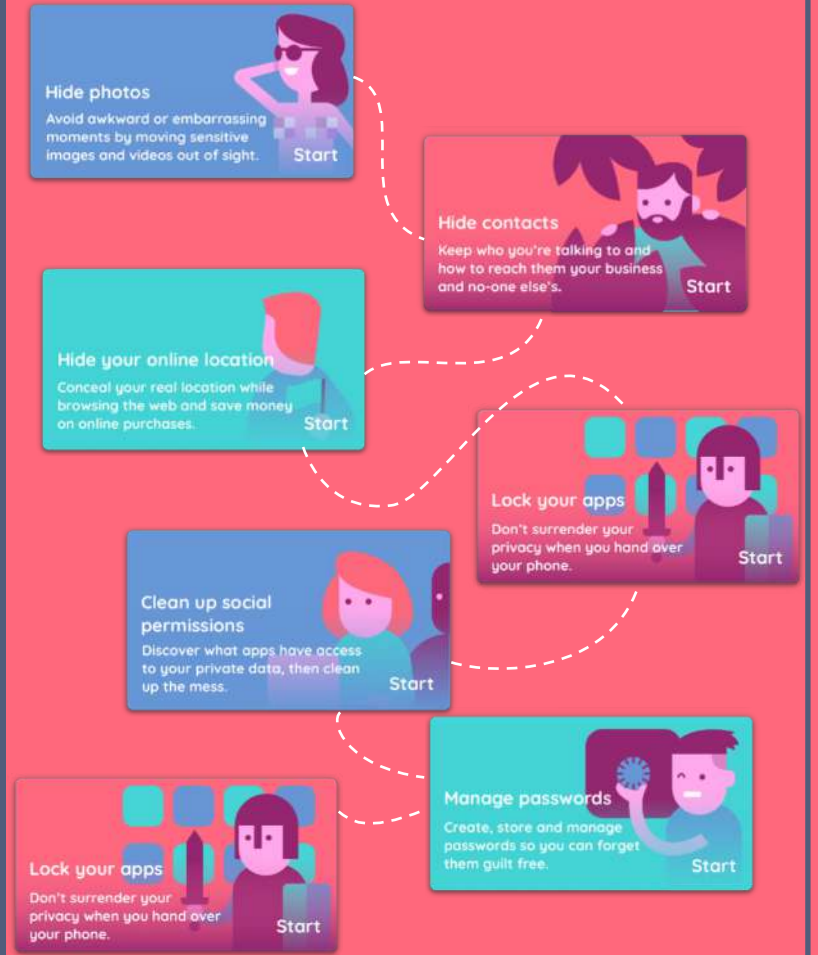 Hide photos
Avoid awkward or embarrassing
moments by moving sensitive
images and videos out of sight.
Start
Hide contacts
Keep who you're talking to and
how to reach them your business
and no-one else's.
Start
Hide your online location
Conceal your real location while
browsing the web and save money
on online purchases.
Start
Lock your apps
Don't surrender your
privacy when you hand over
your phone.
Start
Clean up social
permissions
Discover what apps have access
to your private data, then clean
up the mess.
Start
Manage passwords
Create, store and manage
passwords so you can forget
them guilt free.
Start
Lock your apps
Don't surrender your
privacy when you hand over
your phone.
Start